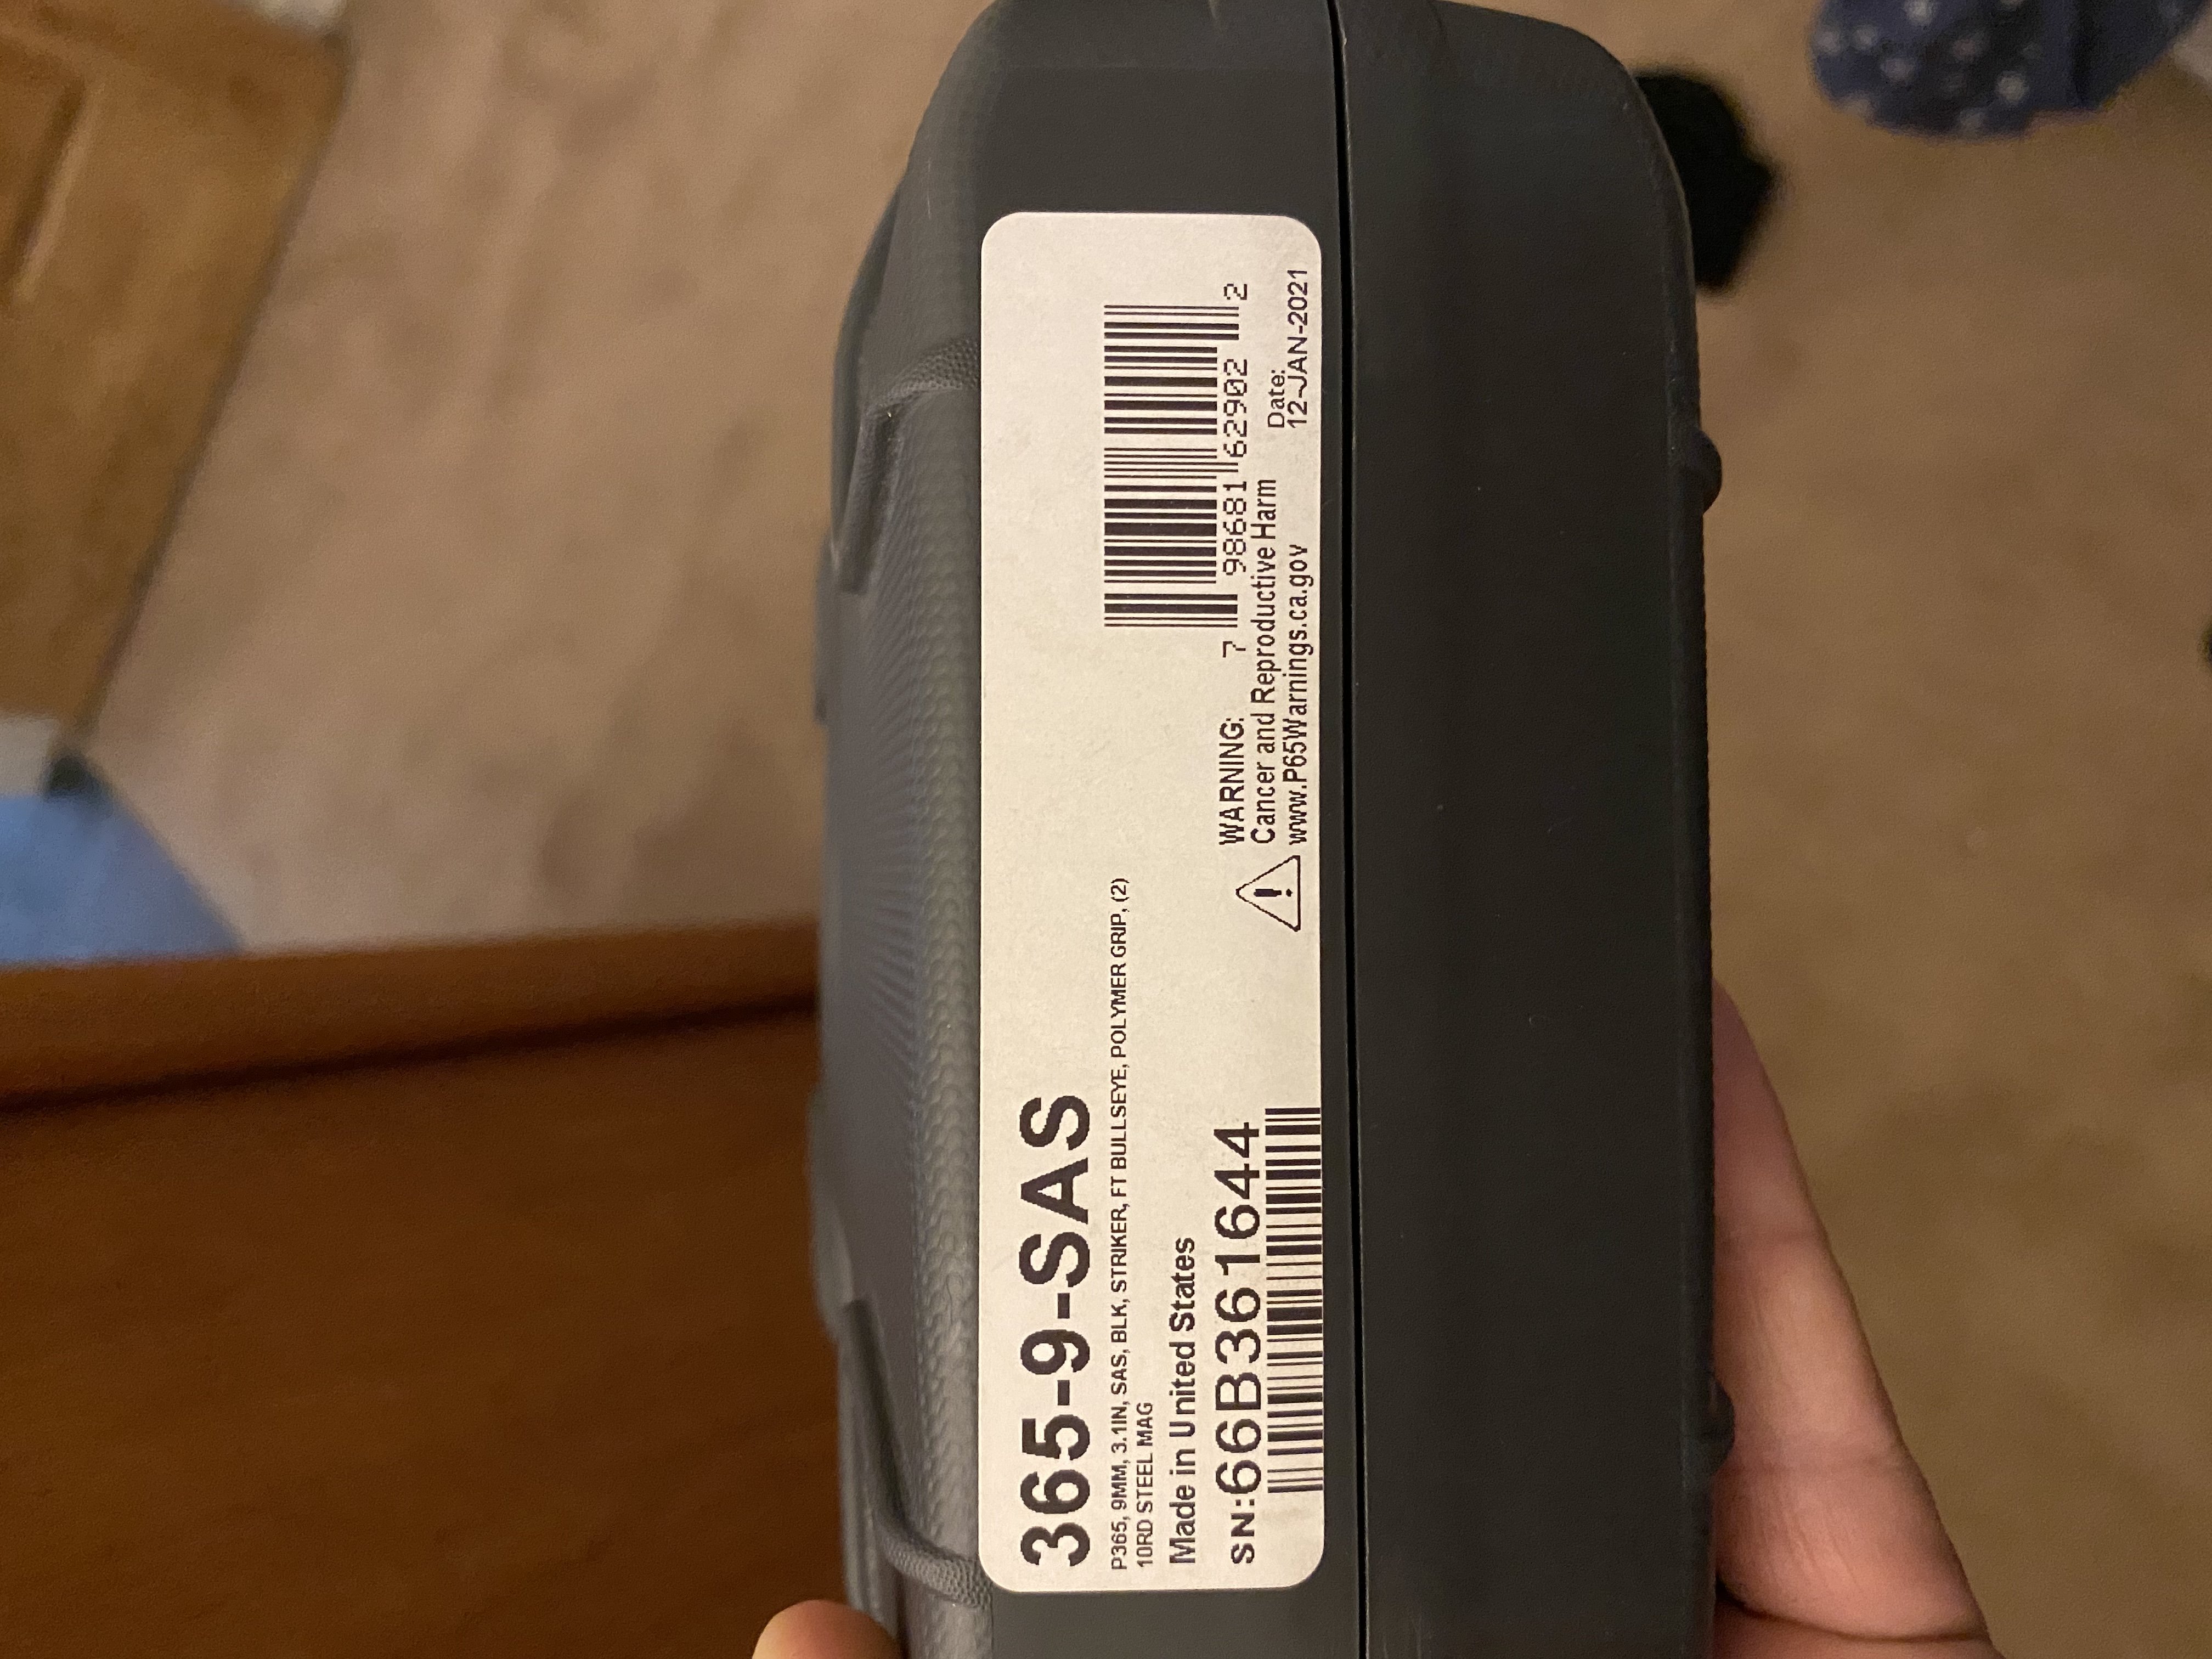 365-9-SAS
P365, 9MM, 3.1IN, SAS, BLK, STRIKER, FT BULLSEYE, POLYMER GRIP, (2)
10RD STEEL MAG
Made in United States
SN:66B361644
WARNING:
Cancer and Reproductive Harm
www.P65Warnings.ca.gov
7 98681 62902 2
Date:
12-JAN-2021